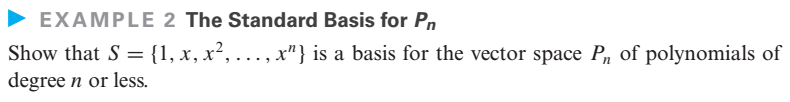 EXAMPLE 2 The Standard Basis for Pₙ
Show that S = {1, x, x², . . . , xⁿ} is a basis for the vector space Pₙ of polynomials of
degree n or less.